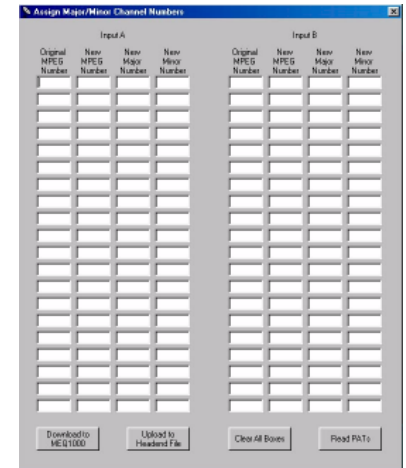 Assign Major/Minor Channel Numbers
Input A
Input B
Original MPEG Number
New MPEG Number
New Major Number
New Minor Number
Original MPEG Number
New MPEG Number
New Major Number
New Minor Number
Download to MEQ1000
Upload to Headend File
Clear All Boxes
Read PATs